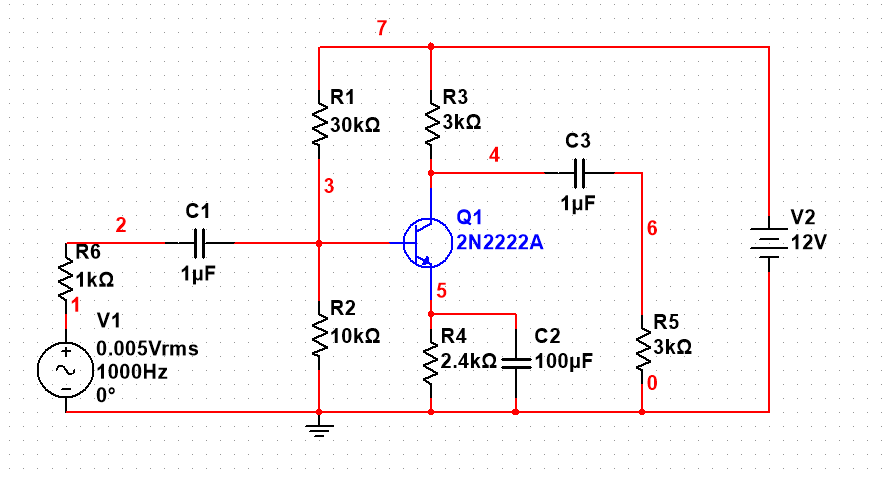 7
R1
30kΩ
R3
3kΩ
C3
1µF
4
3
2
C1
1µF
R6
1kΩ
1
Q1
2N2222A
6
V2
12V
5
V1
0.005Vrms
1000Hz
0°
R2
10kΩ
R4
2.4kΩ
C2
100µF
R5
3kΩ
0